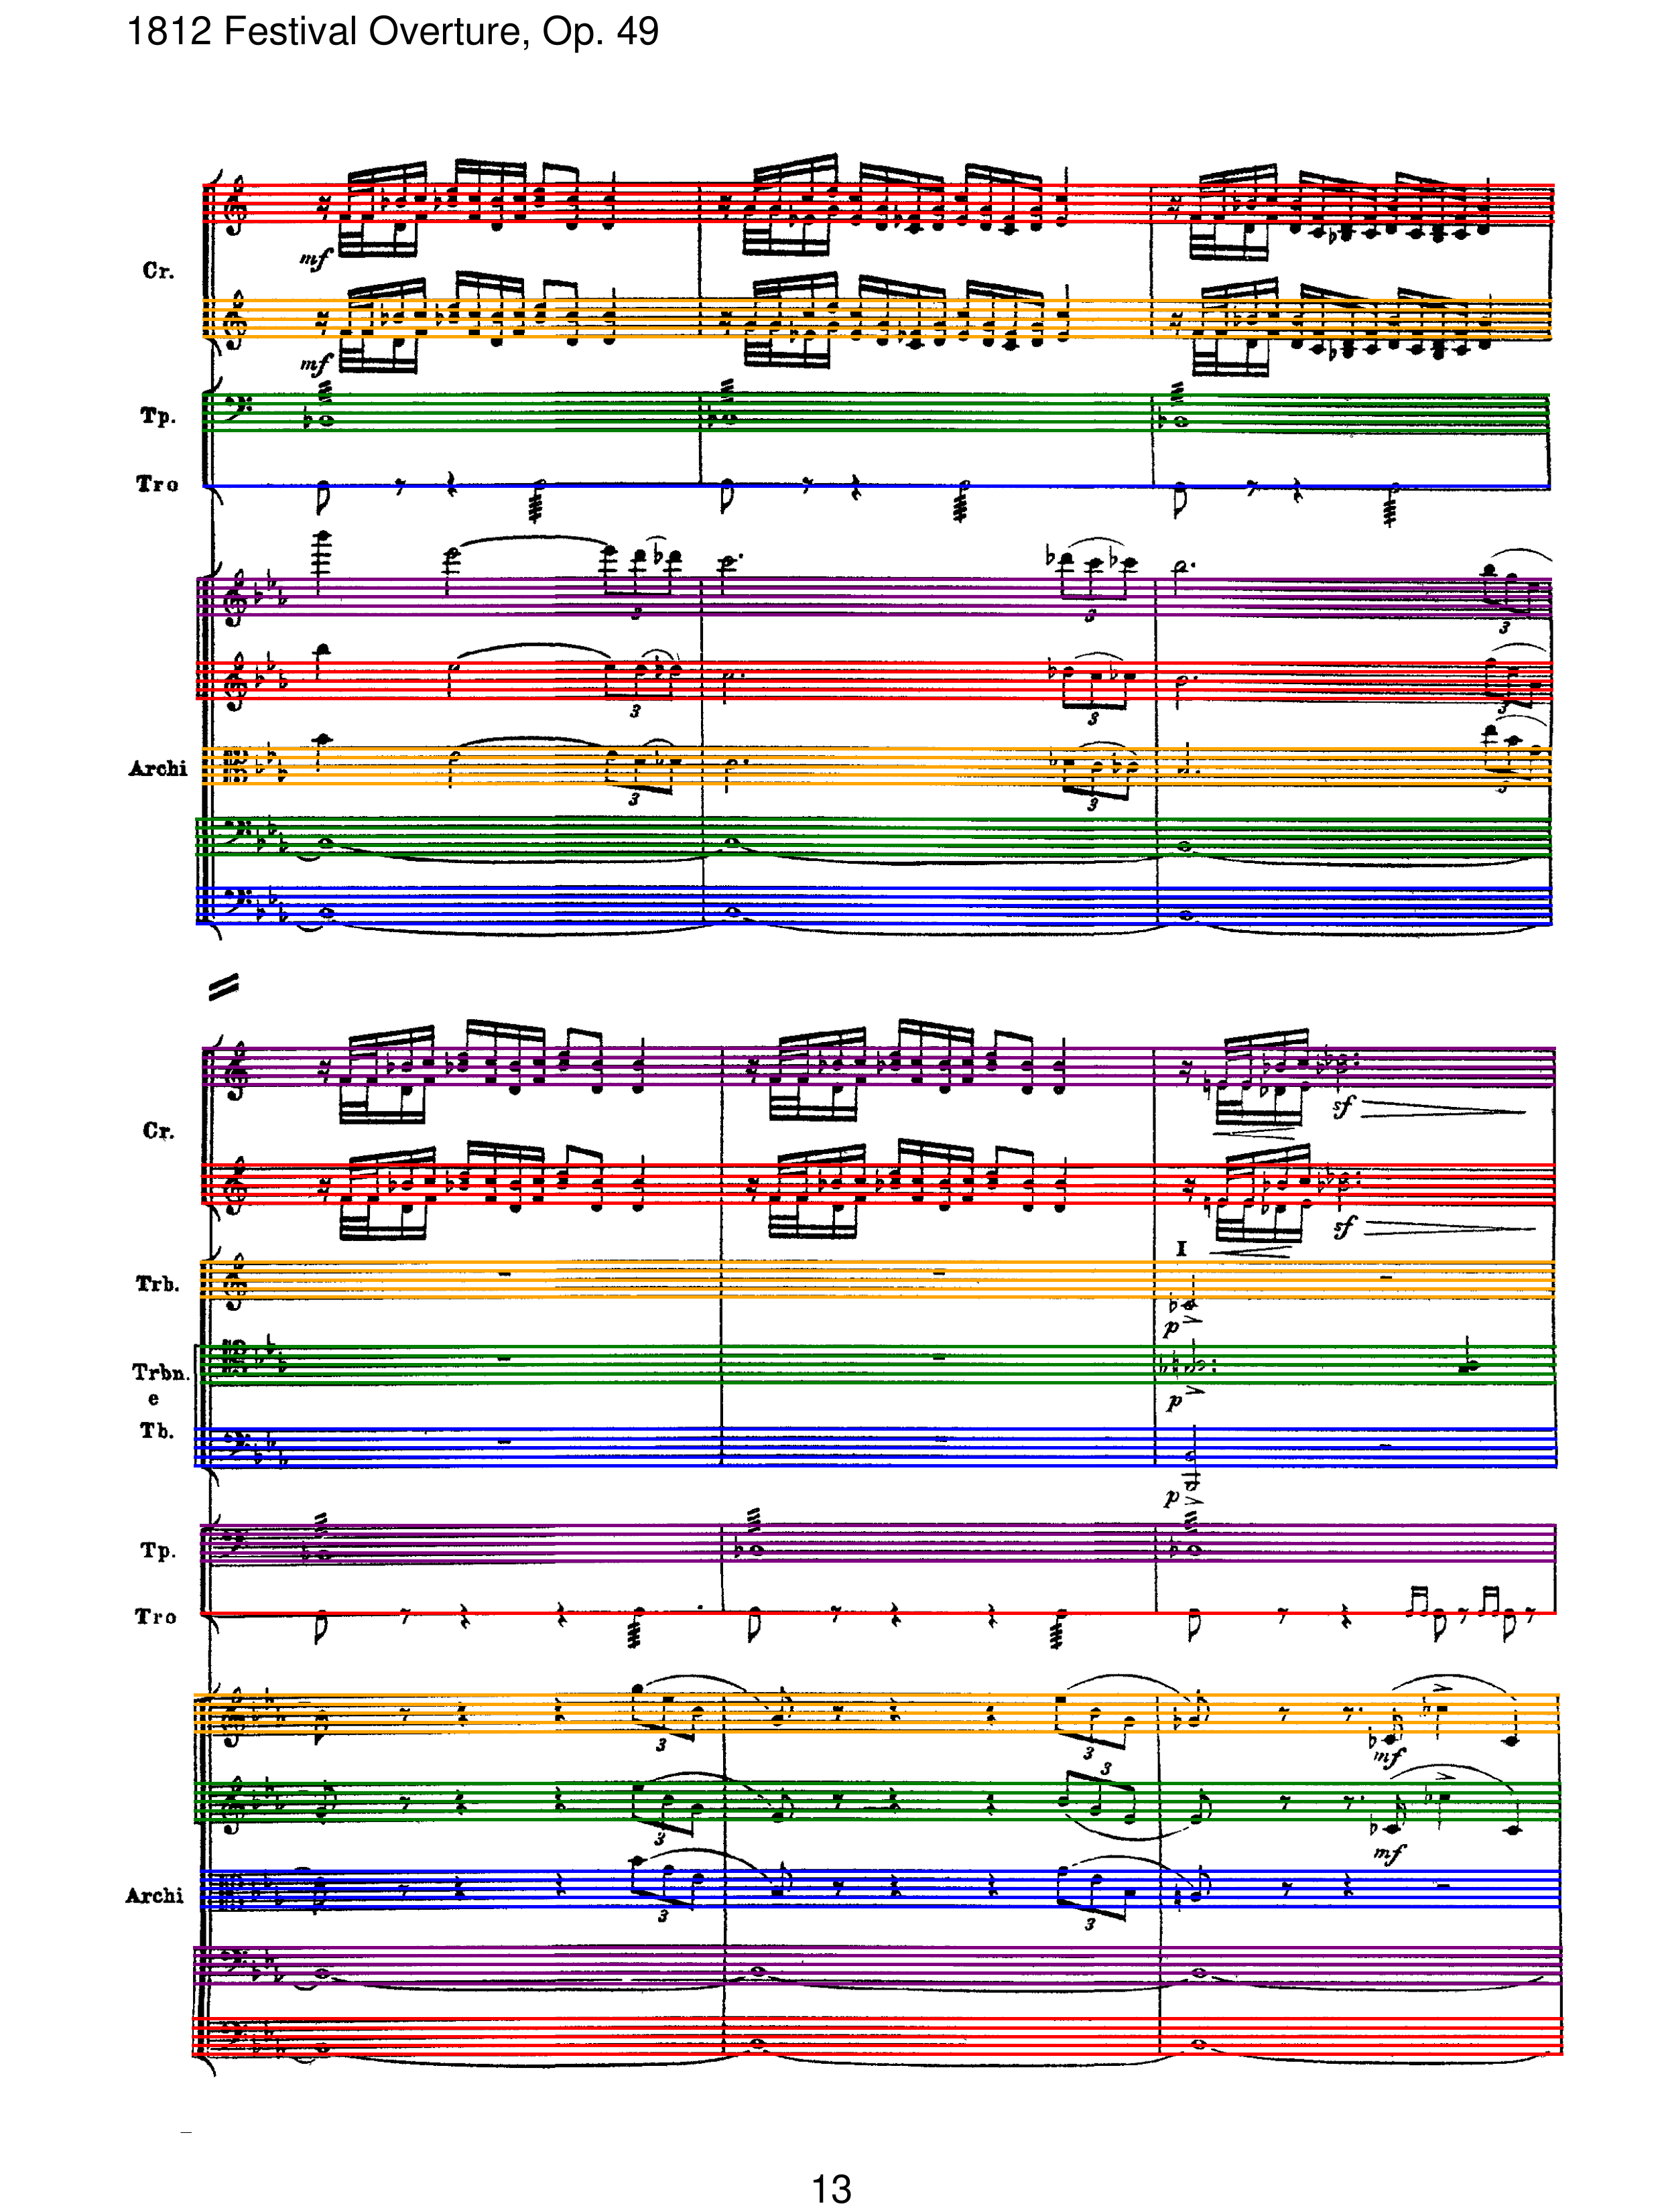 1812 Festival Overture, Op. 49
mf
Cr.
mf
Tp.
Tro
3
3
3
3
3
3
Archi
3
3
3
Cr.
sf
sf
I
Trb.
p
Trbn.
e
p
Tb.
p
Tp.
Tro
3
3
mf
3
3
mf
Archi
3
3
13